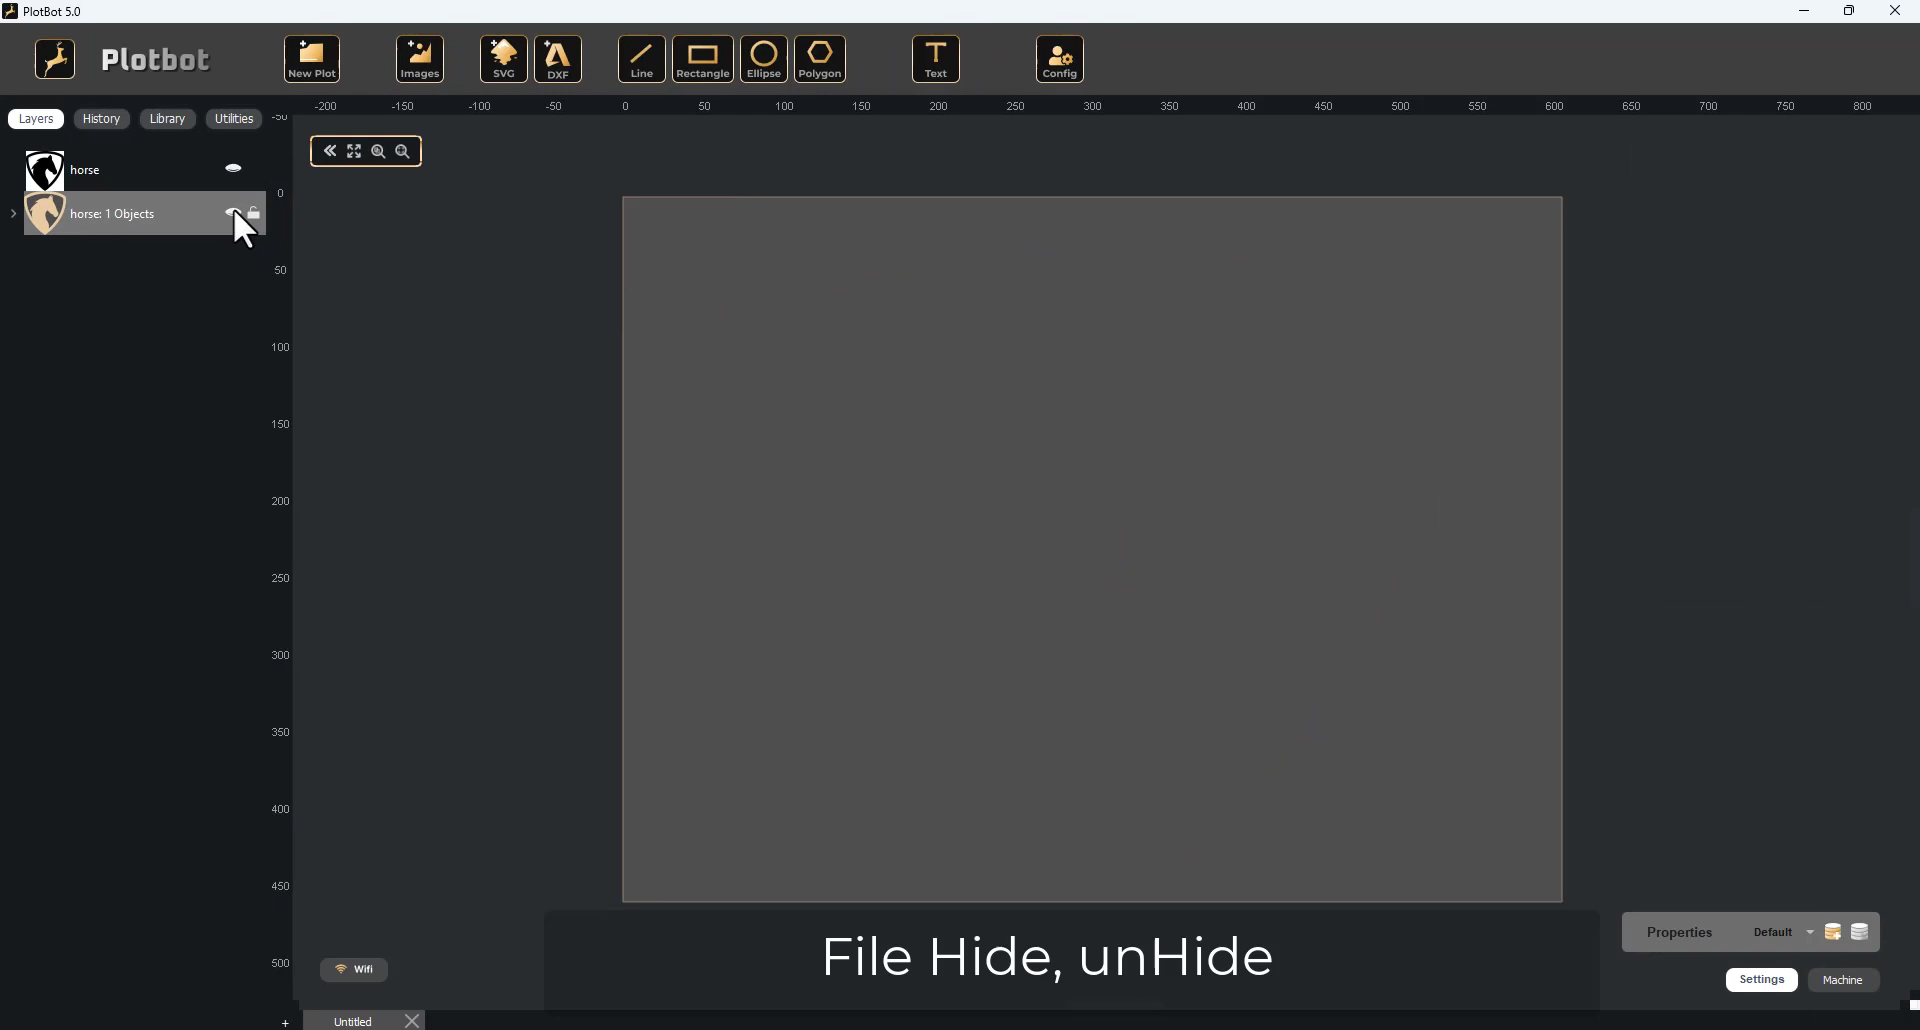 PlotBot 5.0
Plotbot
New Plot
Images
SVG
DXF
Line
Rectangle
Ellipse
Polygon
Text
Config
Layers
History
Library
Utilities
-200 -150 -100 -50 0 50 100 150 200 250 300 350 400 450 500 550 600 650 700 750 800
-50
horse
0
horse: 1 Objects
50
100
150
200
250
300
350
400
450
500
Properties Default
File Hide, unHide
Wifi
Settings
Machine
+ Untitled